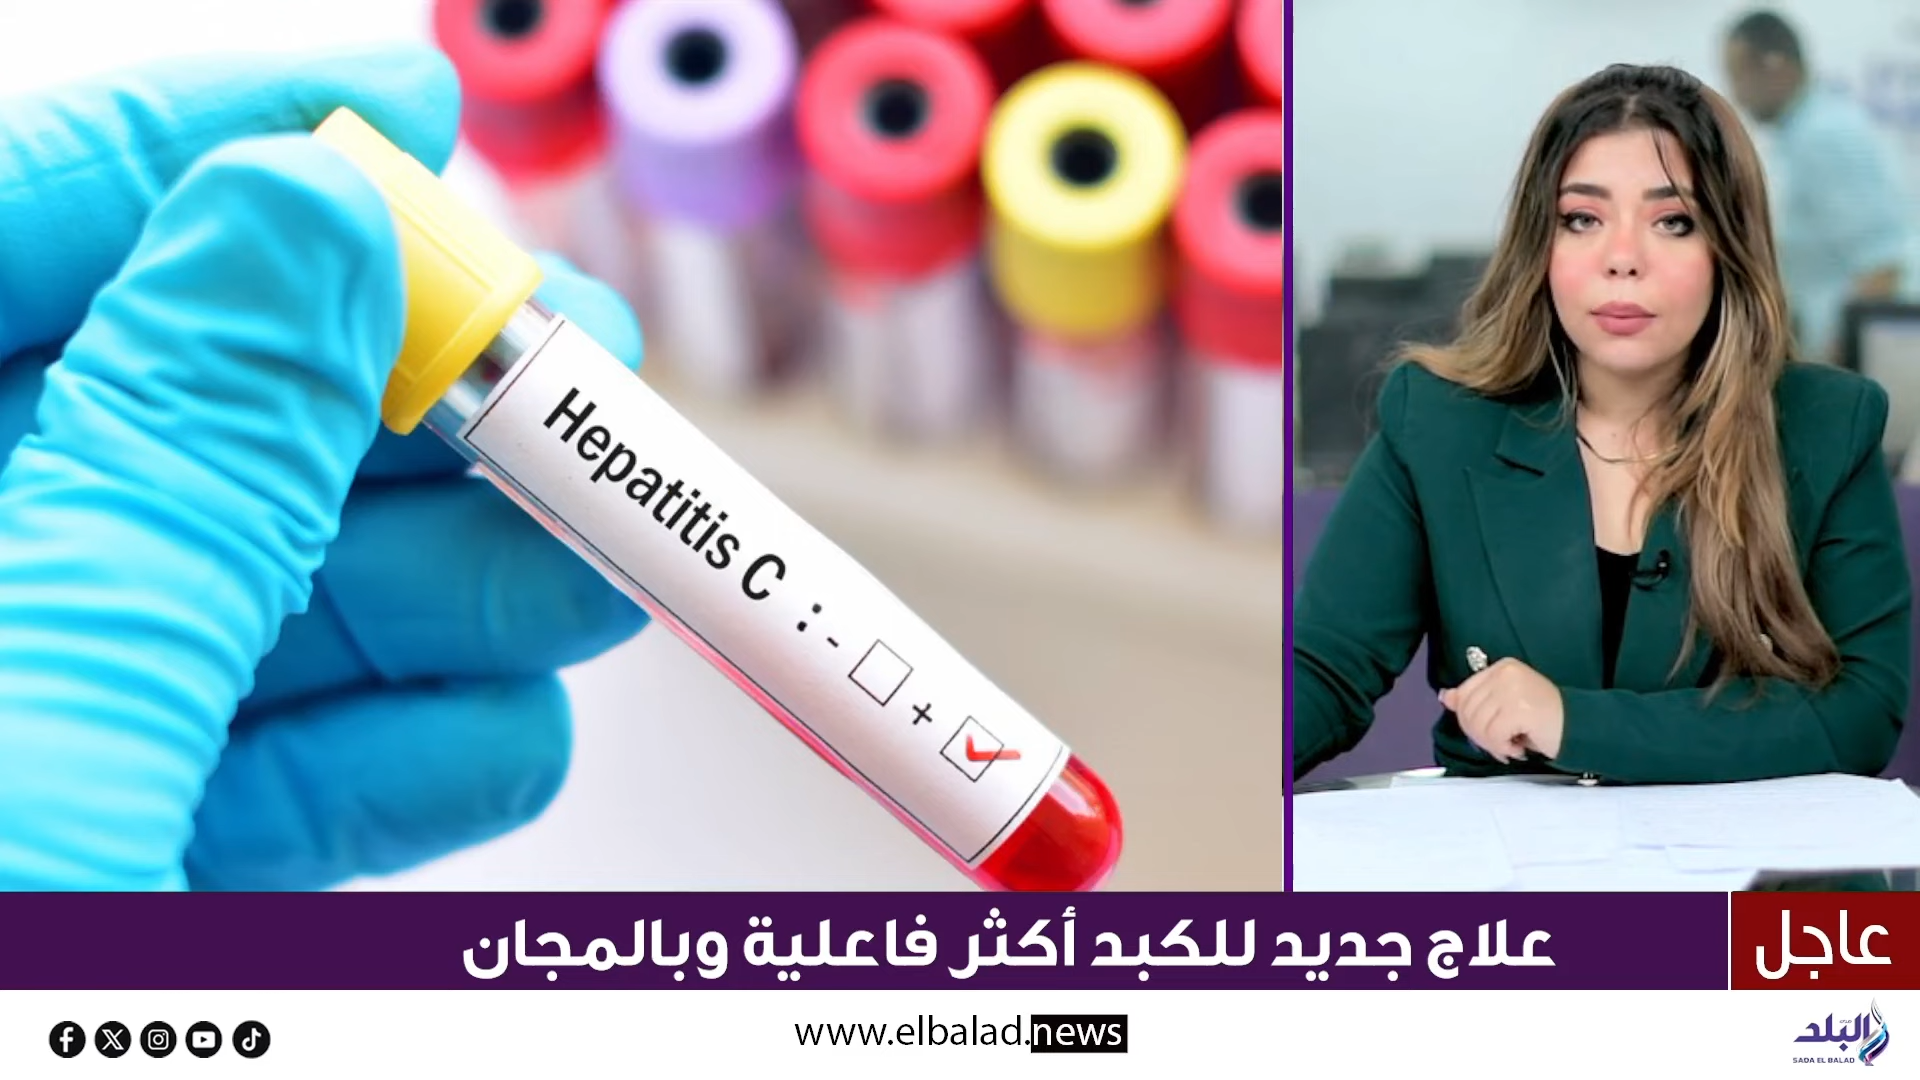 Hepatitis C : - +
علاج جديد للكبد أكثر فاعلية وبالمجان
عاجل
www.elbalad.news
صدى البلد
SADA EL BALAD